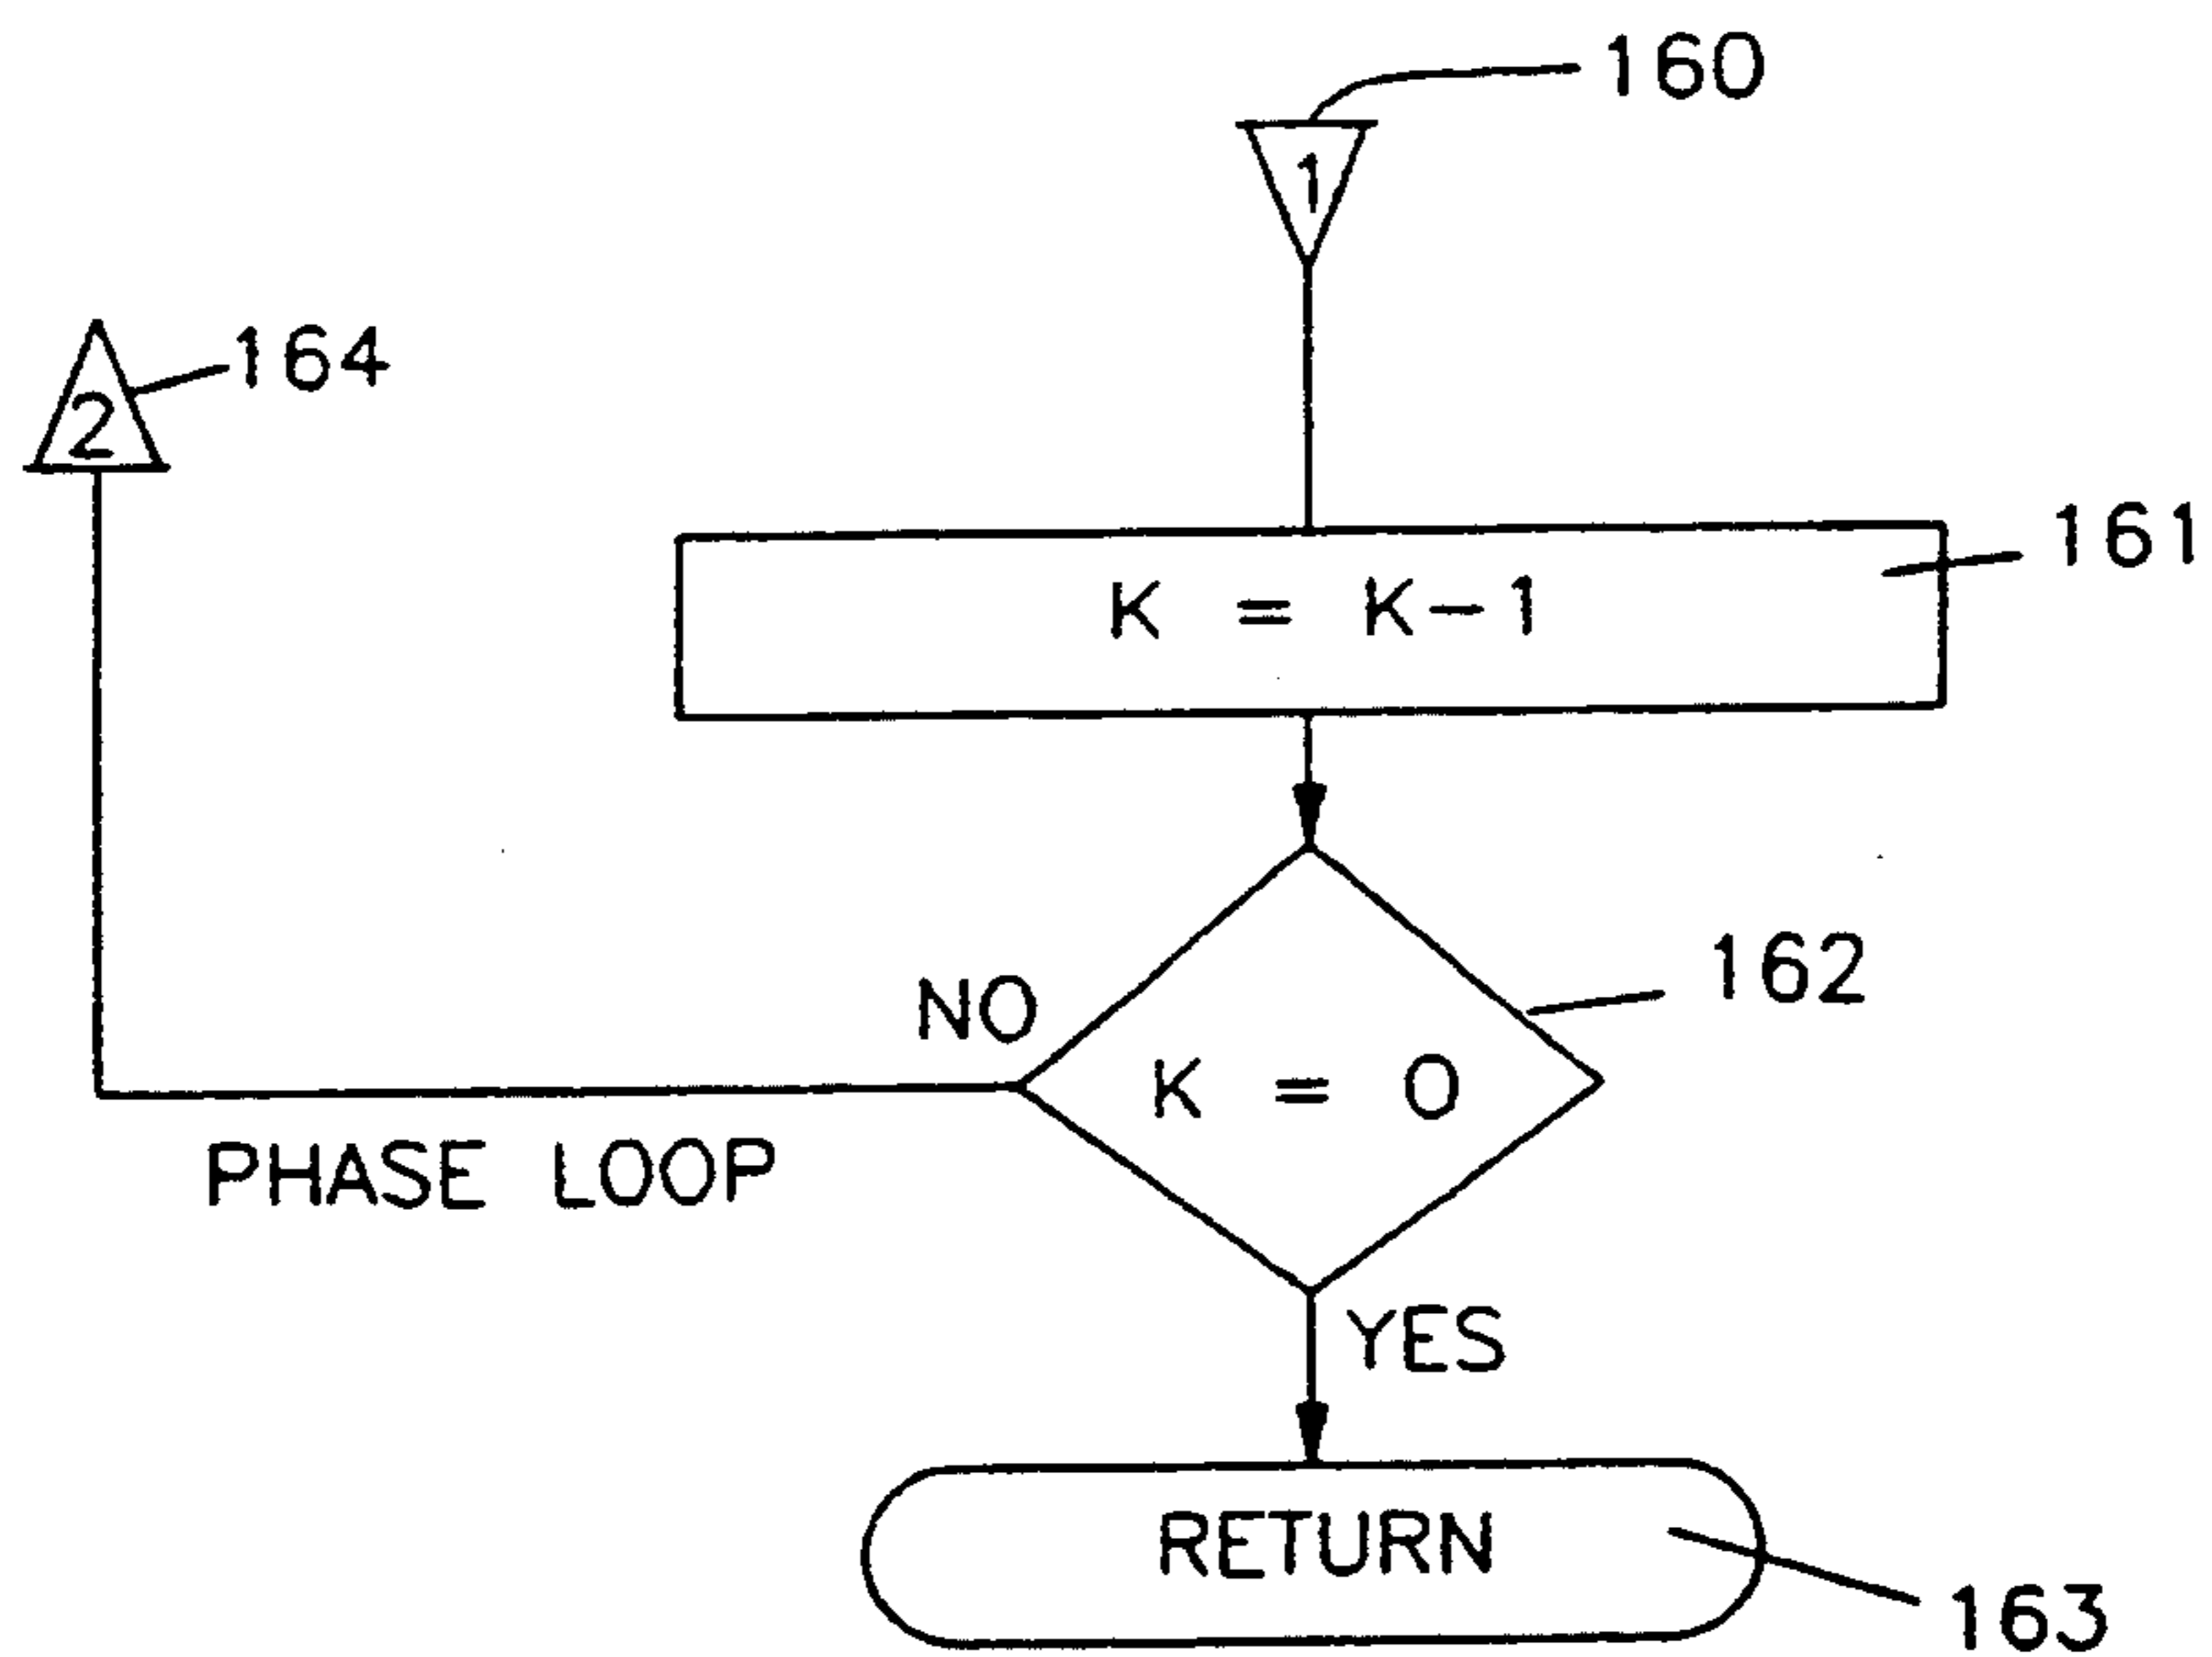 160
1
164
2
161
K = K-1
162
NO
K = 0
PHASE LOOP
YES
RETURN
163